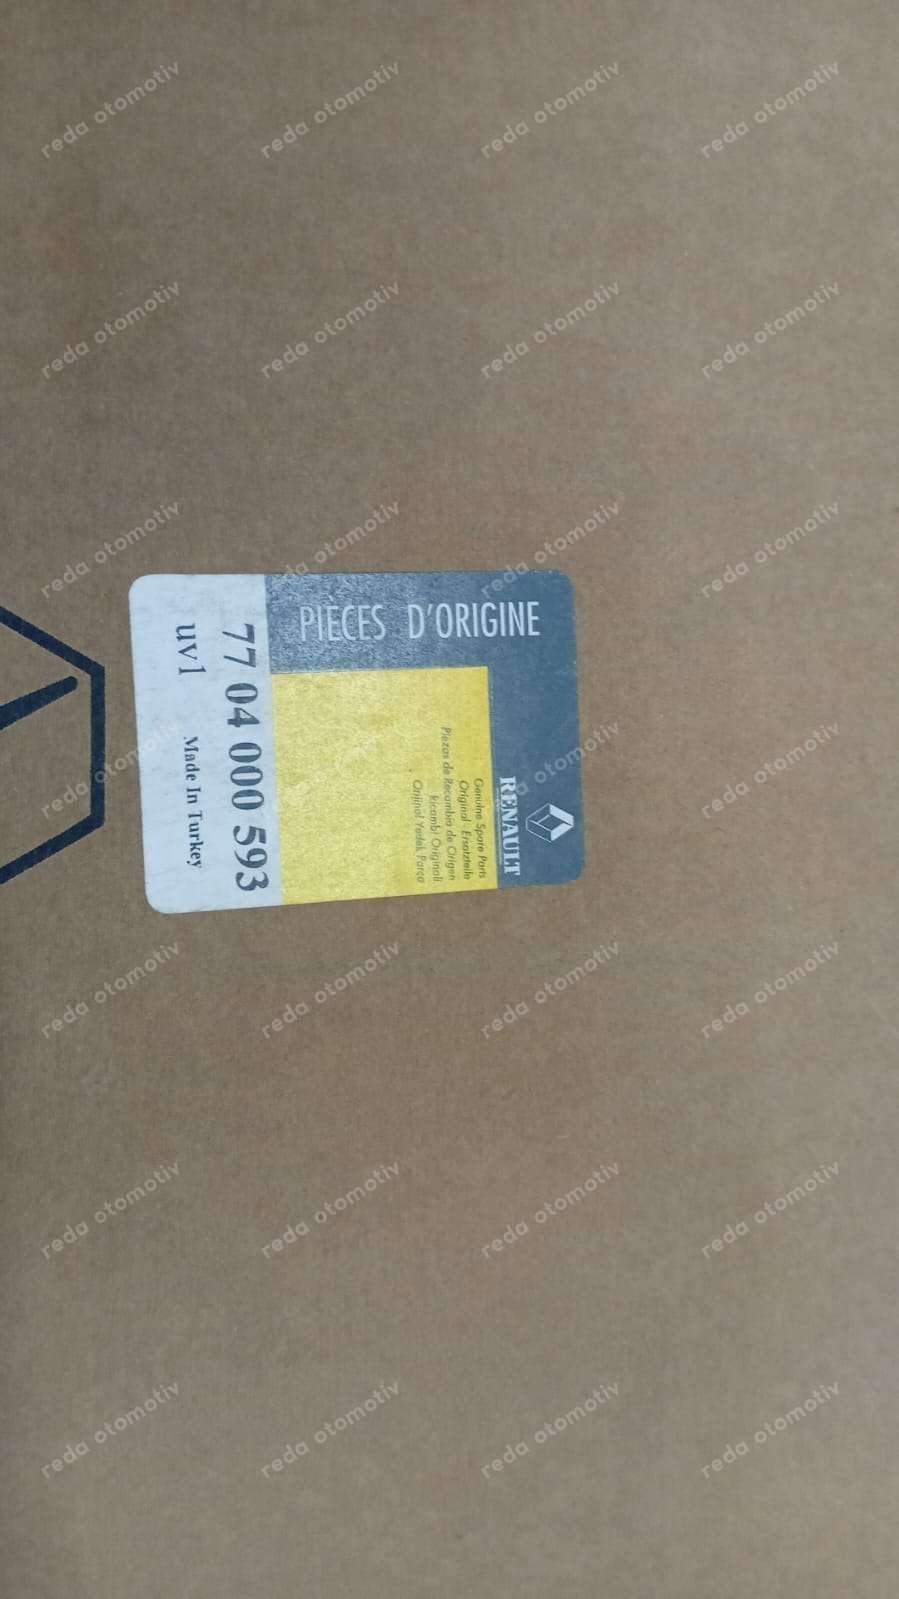 PIECES D'ORIGINE
RENAULT
Genuine Spare Parts
Original - Ersatzteile
Piezas de Recambio de Origen
Ricambi Originali
Orijinal Yedek Parça
77 04 000 593
uv1 Made In Turkey
reda otomotiv